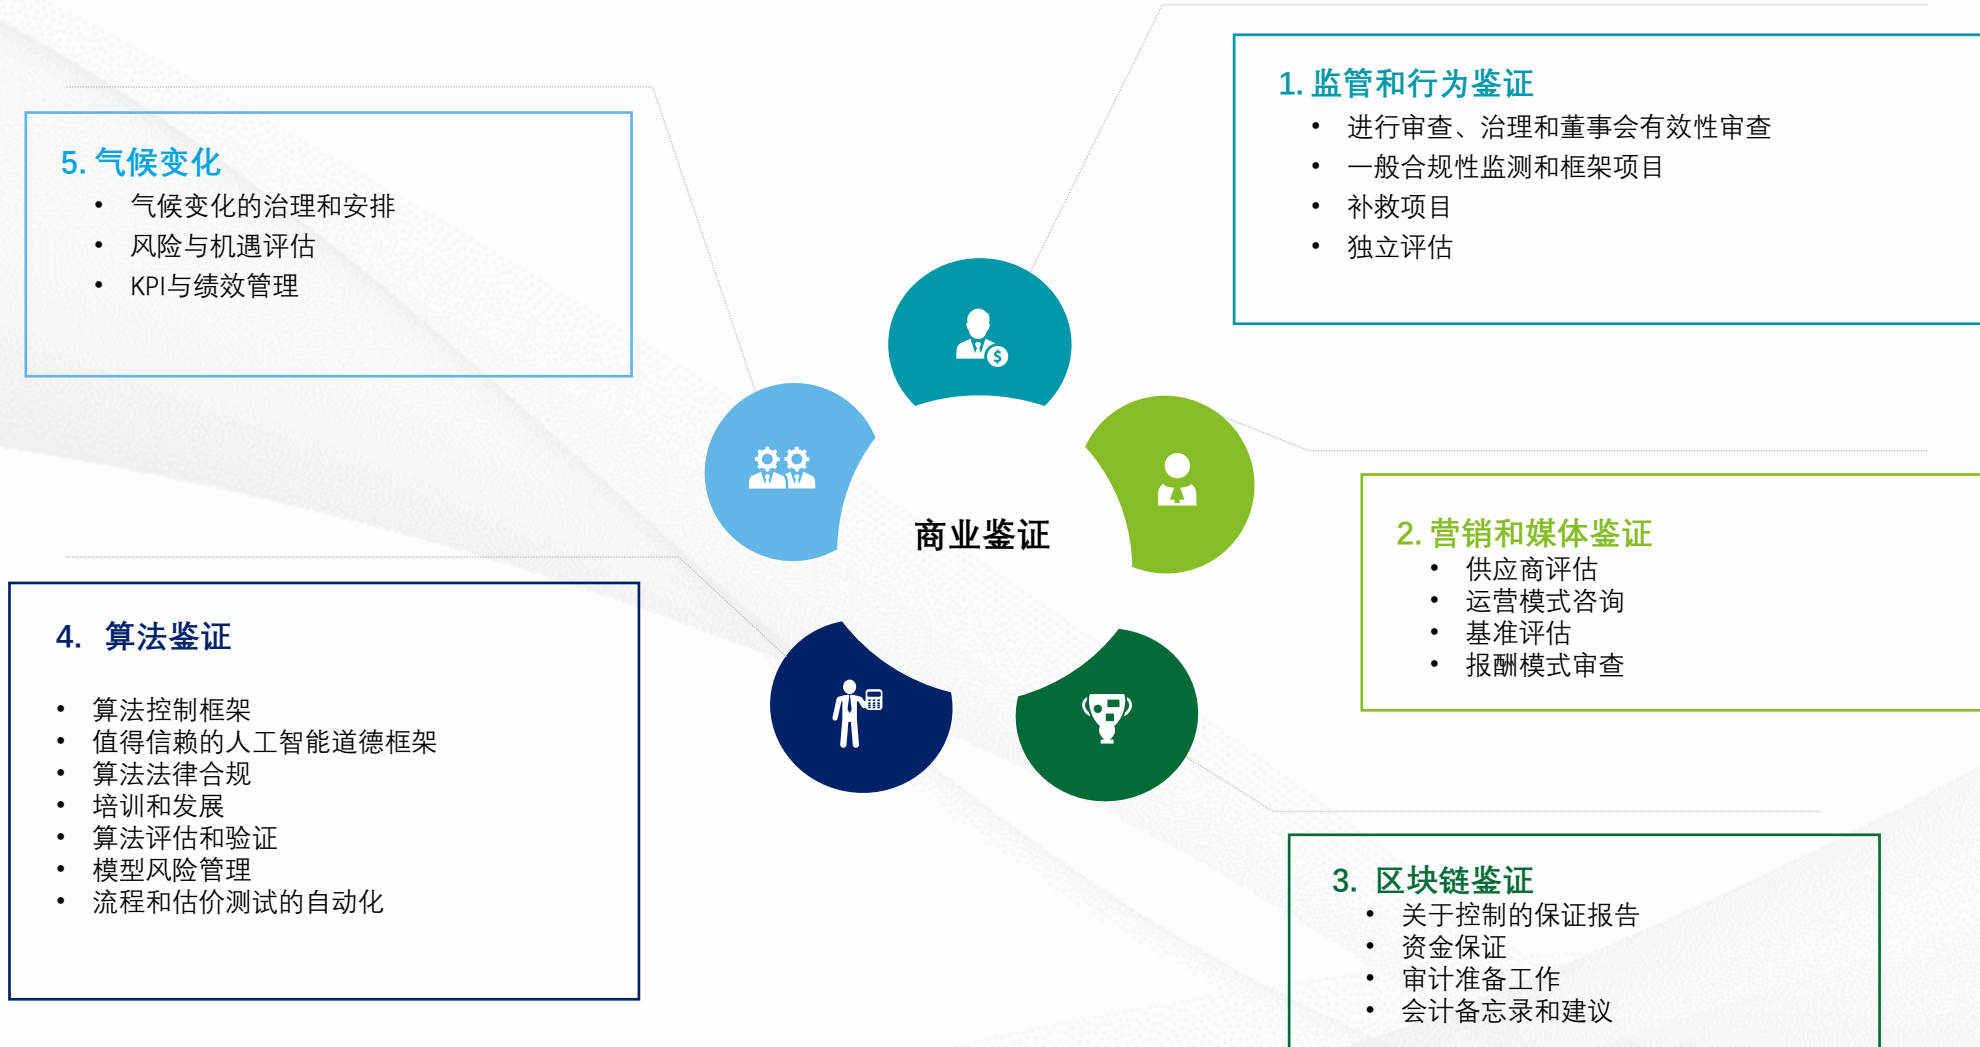 1. 监管和行为鉴证
• 进行审查、治理和董事会有效性审查
• 一般合规性监测和框架项目
• 补救项目
• 独立评估
5. 气候变化
• 气候变化的治理和安排
• 风险与机遇评估
• KPI与绩效管理
商业鉴证
2. 营销和媒体鉴证
• 供应商评估
• 运营模式咨询
• 基准评估
• 报酬模式审查
4. 算法鉴证
• 算法控制框架
• 值得信赖的人工智能道德框架
• 算法法律合规
• 培训和发展
• 算法评估和验证
• 模型风险管理
• 流程和估价测试的自动化
3. 区块链鉴证
• 关于控制的保证报告
• 资金保证
• 审计准备工作
• 会计备忘录和建议
$